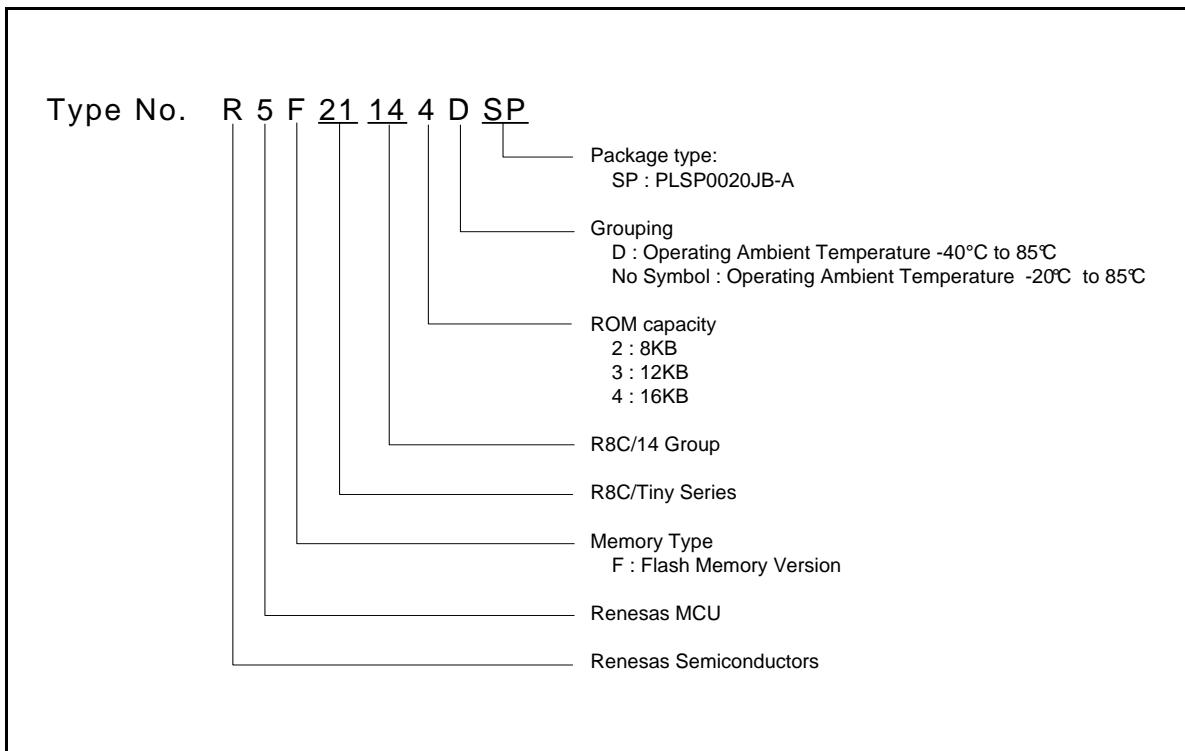 Type No. R 5 F 21 14 4 D SP
Package type:
SP : PLSP0020JB-A
Grouping
D : Operating Ambient Temperature -40°C to 85℃
No Symbol : Operating Ambient Temperature -20℃ to 85℃
ROM capacity
2 : 8KB
3 : 12KB
4 : 16KB
R8C/14 Group
R8C/Tiny Series
Memory Type
F : Flash Memory Version
Renesas MCU
Renesas Semiconductors